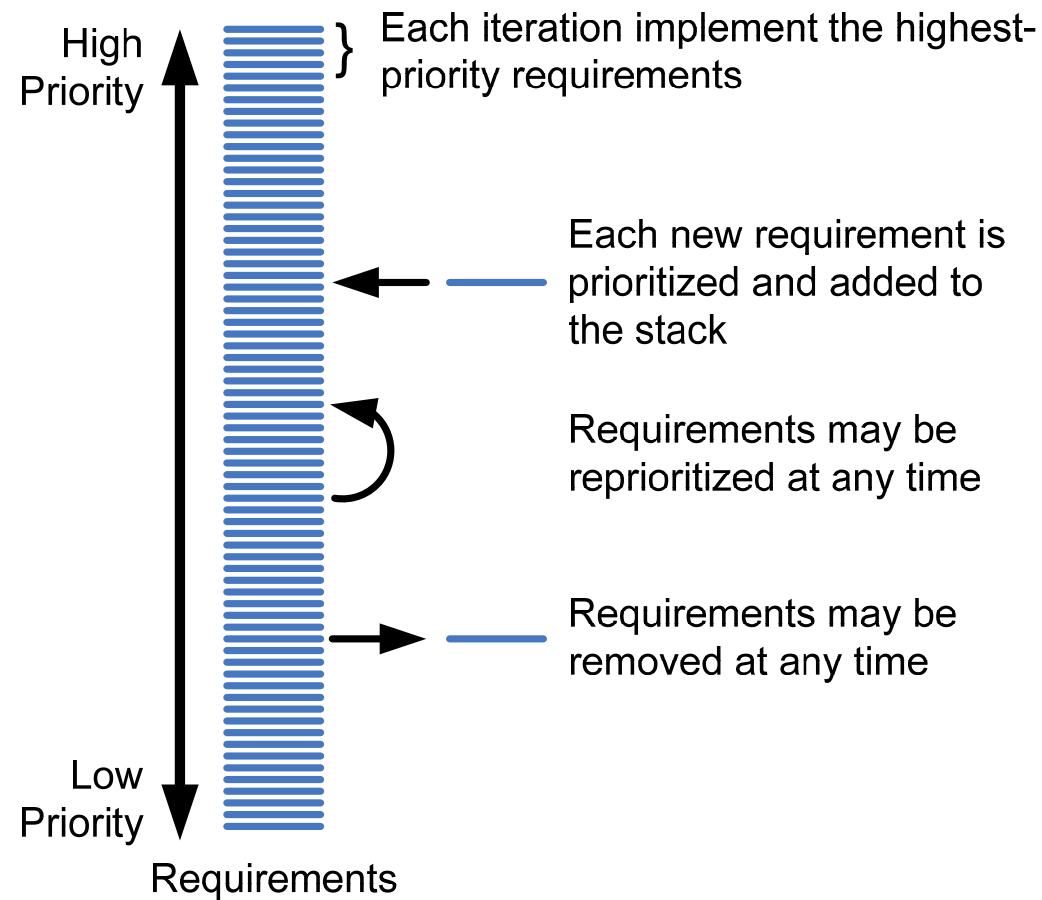 High
Priority
Each iteration implement the highest-
priority requirements
Each new requirement is
prioritized and added to
the stack
Requirements may be
reprioritized at any time
Requirements may be
removed at any time
Low
Priority
Requirements